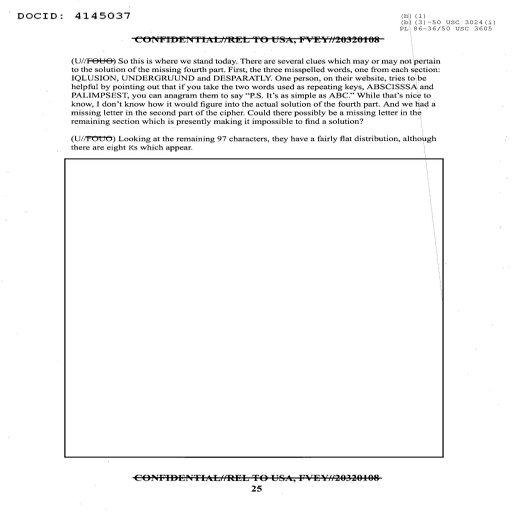 DOCID: 4145037
(b)(1)
(b)(3)-50 USC 3024(i)
PL 86-36/50 USC 3605
CONFIDENTIAL//REL TO USA, FVEY//20320108
(U//FOUO) So this is where we stand today. There are several clues which may or may not pertain
to the solution of the missing fourth part. First, the three misspelled words, one from each section:
IQLUSION, UNDERGRUUND and DESPARATLY. One person, on their website, tries to be
helpful by pointing out that if you take the two words used as repeating keys, ABSCISSSA and
PALIMPSEST, you can anagram them to say “P.S. It’s as simple as ABC.” While that’s nice to
know, I don’t know how it would figure into the actual solution of the fourth part. And we had a
missing letter in the second part of the cipher. Could there possibly be a missing letter in the
remaining section which is presently making it impossible to find a solution?
(U//FOUO) Looking at the remaining 97 characters, they have a fairly flat distribution, although
there are eight Ks which appear.
CONFIDENTIAL//REL TO USA, FVEY//20320108
25